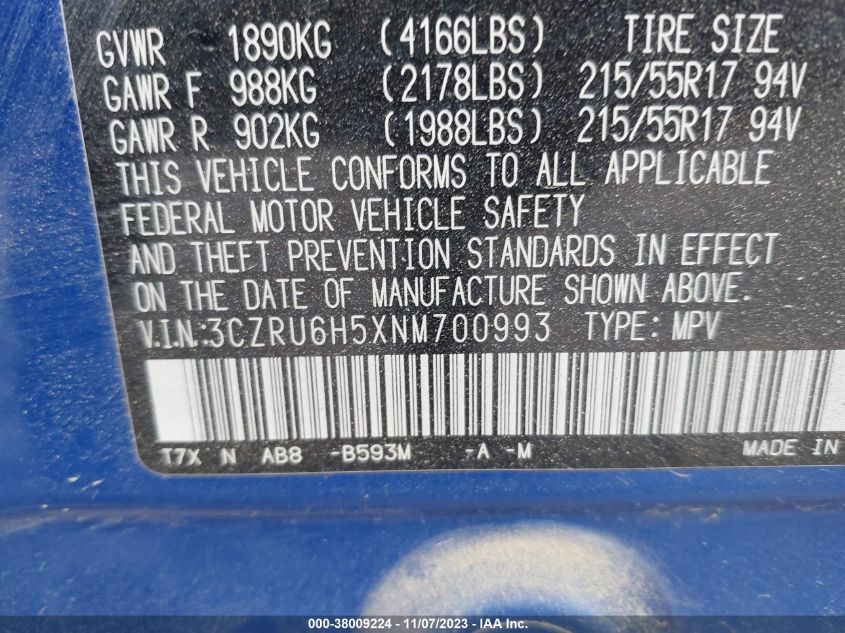 GVWR 1890KG (4166LBS) TIRE SIZE
GAWR F 988KG (2178LBS) 215/55R17 94V
GAWR R 902KG (1988LBS) 215/55R17 94V
THIS VEHICLE CONFORMS TO ALL APPLICABLE
FEDERAL MOTOR VEHICLE SAFETY
AND THEFT PREVENTION STANDARDS IN EFFECT
ON THE DATE OF MANUFACTURE SHOWN ABOVE.
V.I.N.:3CZRU6H5XNM700993 TYPE: MPV
T7X N AB8 -B593M -A -M MADE IN
000-38009224 - 11/07/2023 - IAA Inc.